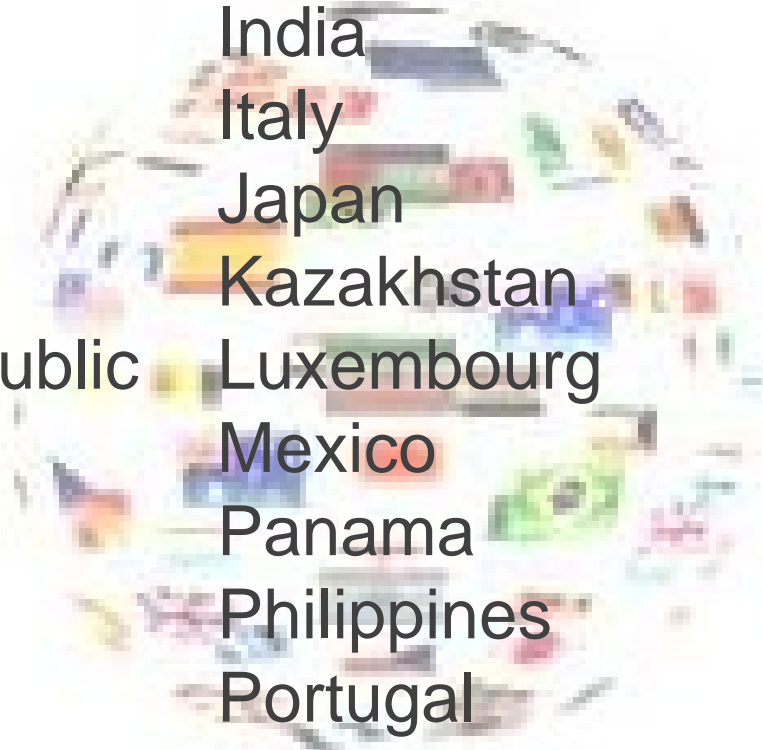 India
Italy
Japan
Kazakhstan
ublic Luxembourg
Mexico
Panama
Philippines
Portugal